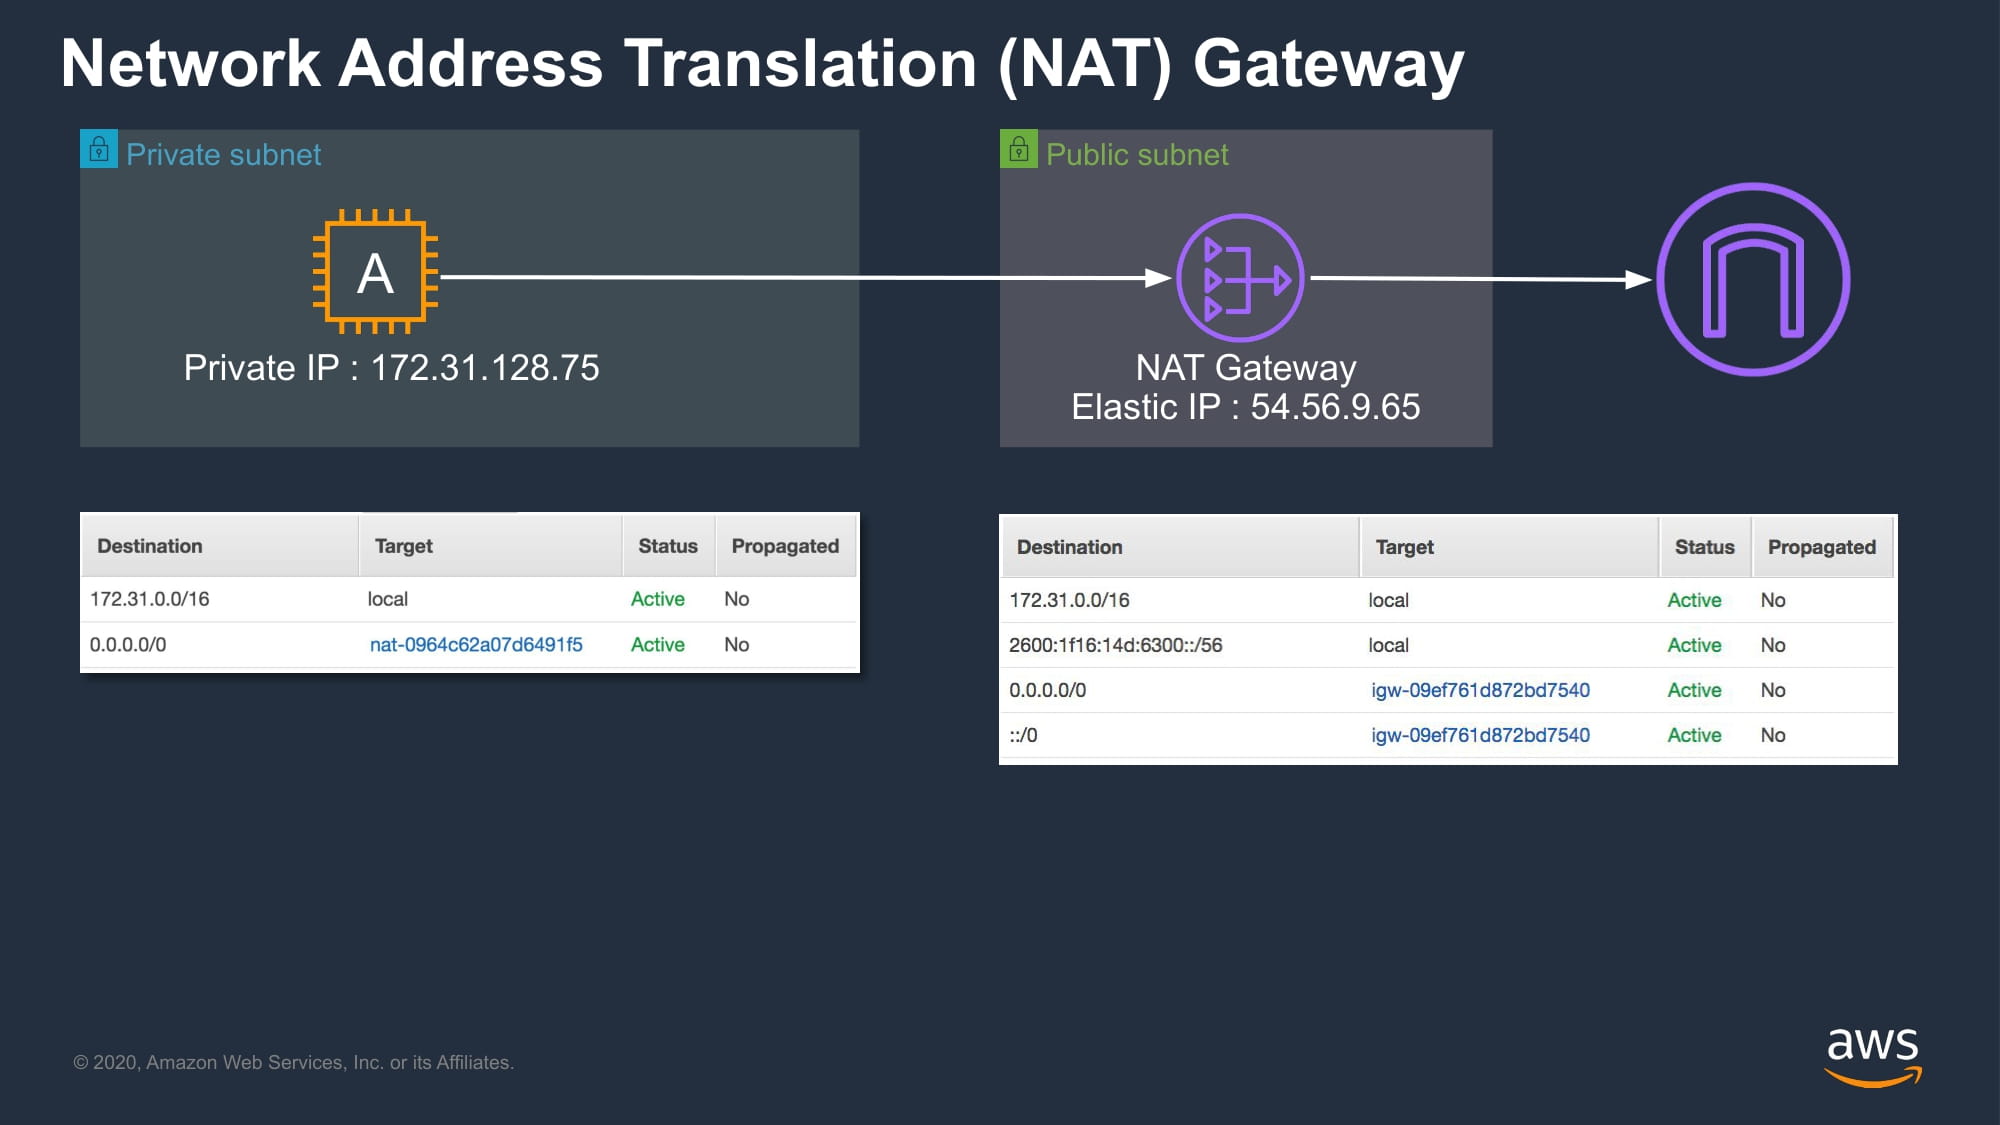 Network Address Translation (NAT) Gateway
Private subnet
A
Private IP : 172.31.128.75
Public subnet
NAT Gateway
Elastic IP : 54.56.9.65
Destination Target Status Propagated
172.31.0.0/16 local Active No
0.0.0.0/0 nat-0964c62a07d6491f5 Active No
Destination Target Status Propagated
172.31.0.0/16 local Active No
2600:1f16:14d:6300::/56 local Active No
0.0.0.0/0 igw-09ef761d872bd7540 Active No
::/0 igw-09ef761d872bd7540 Active No
© 2020, Amazon Web Services, Inc. or its Affiliates.
aws